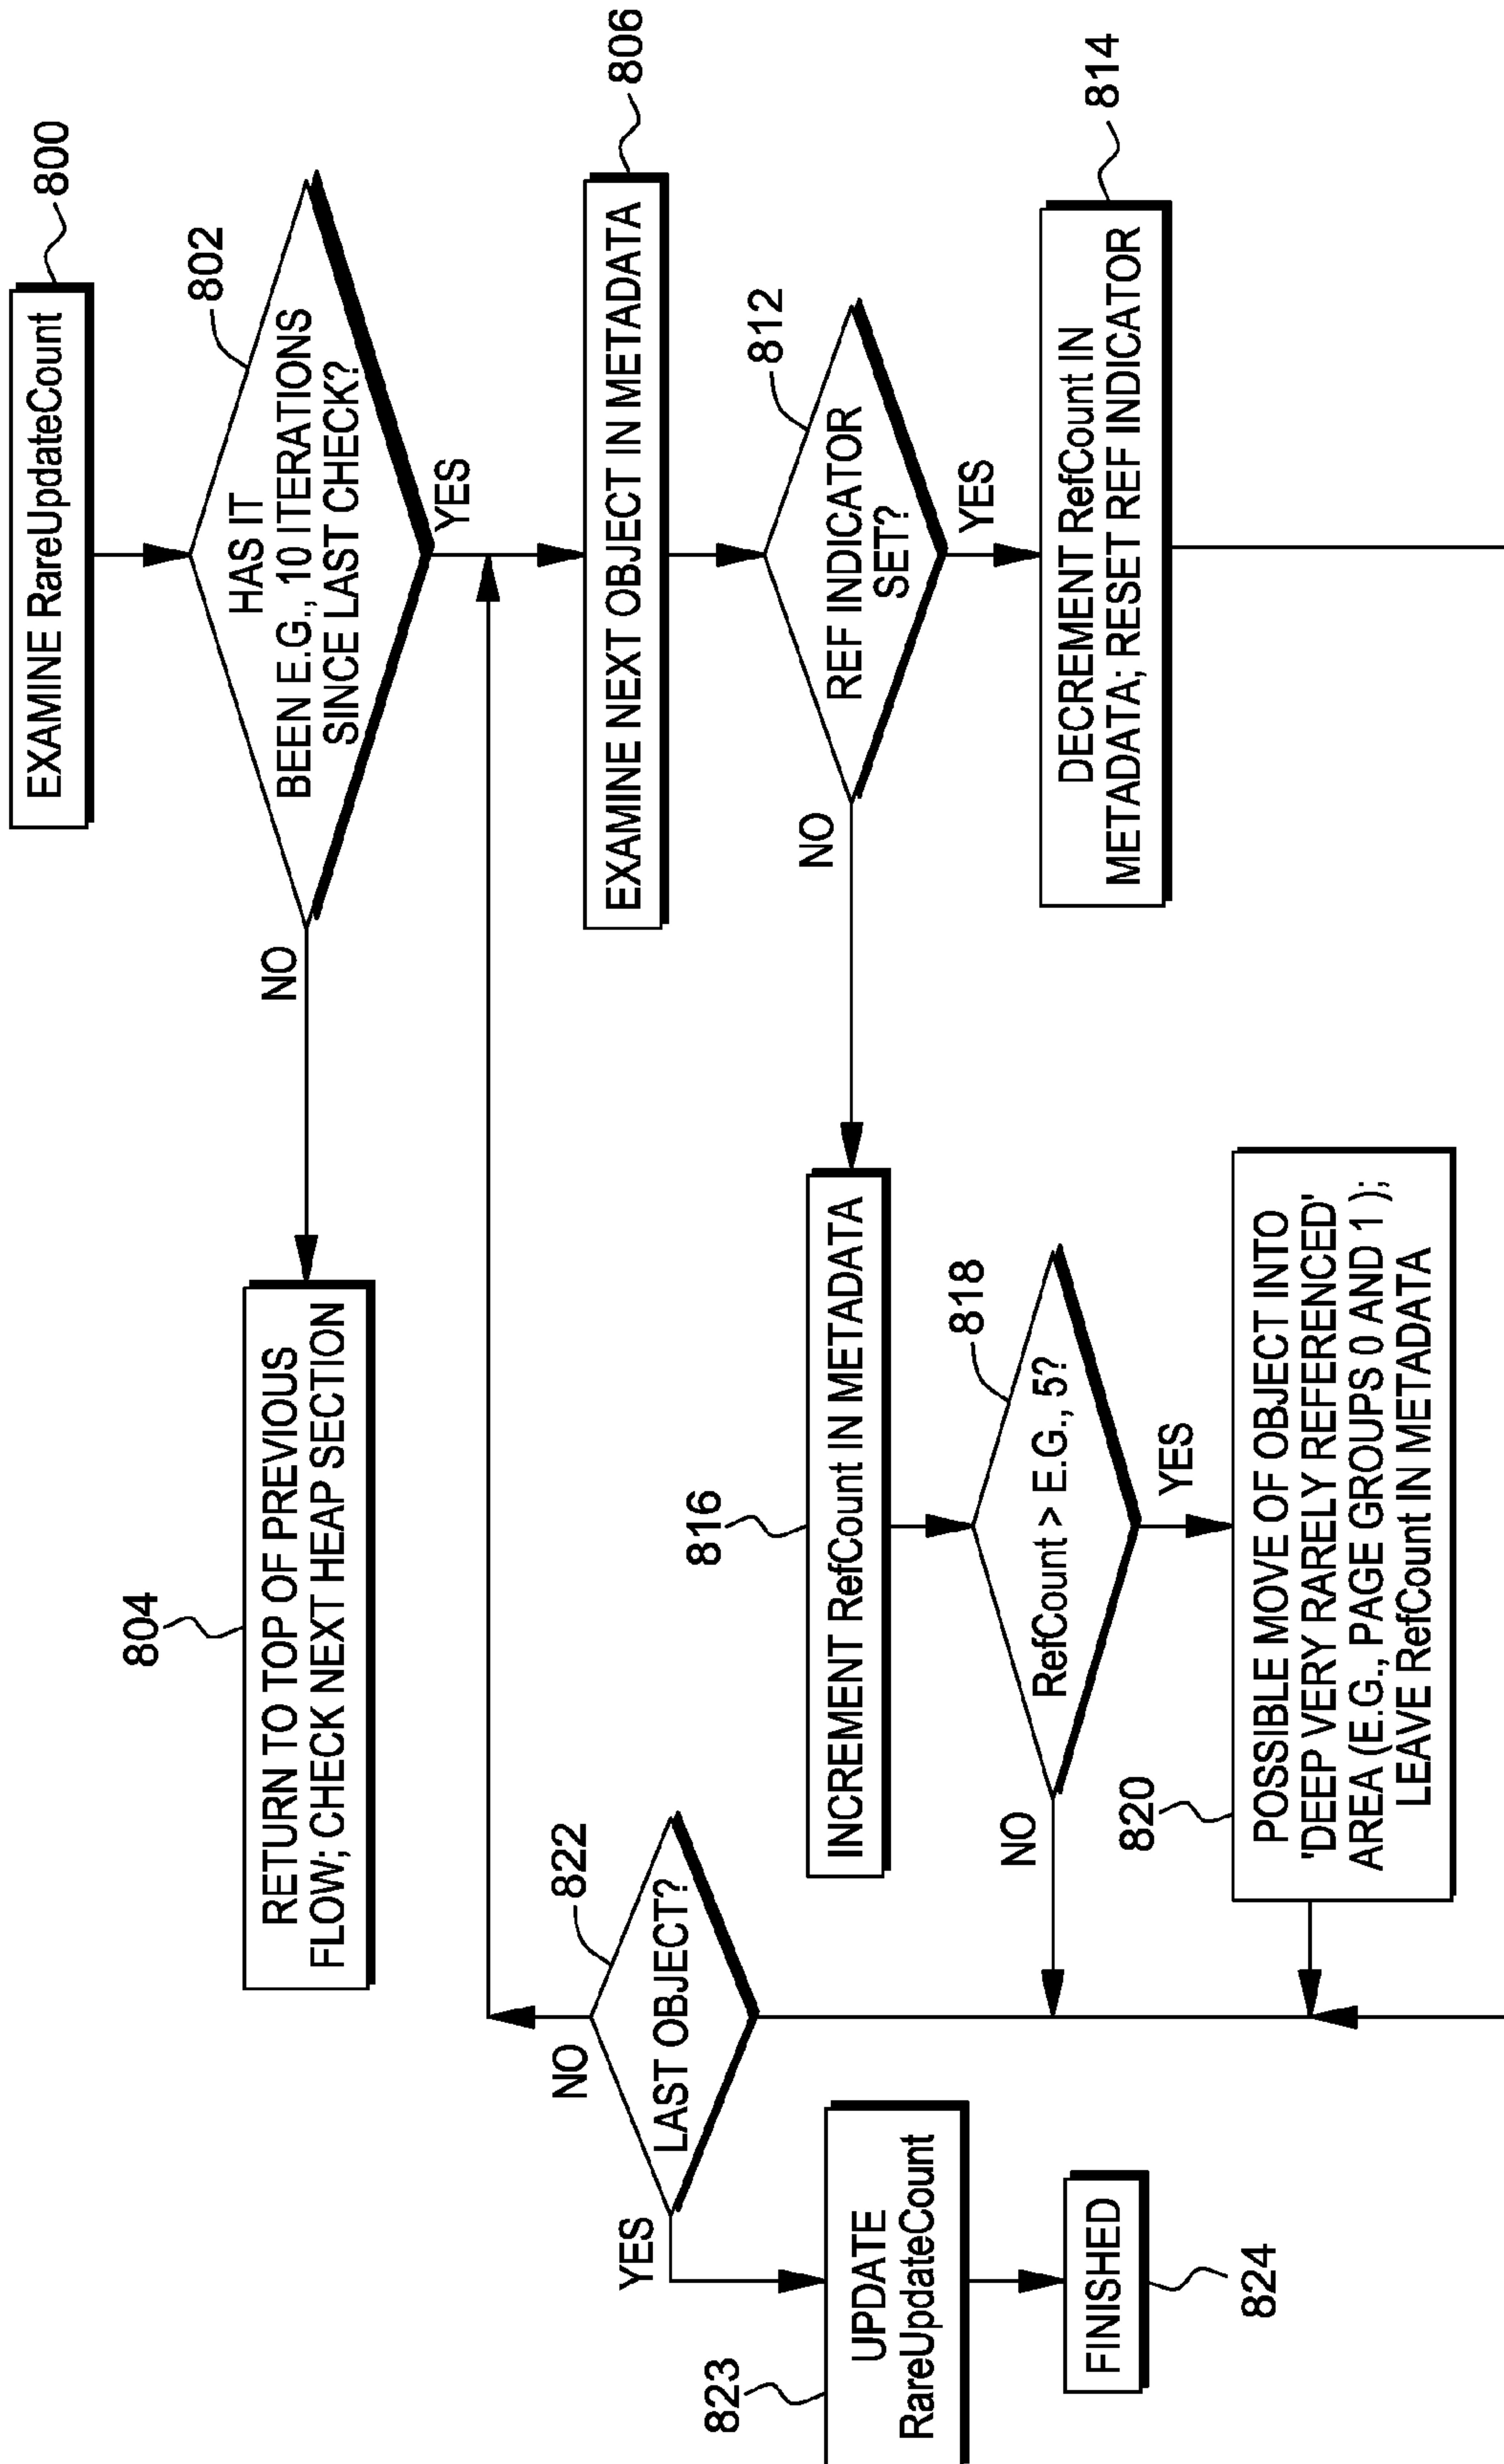 EXAMINE RareUpdateCount
800
HAS IT
BEEN E.G., 10 ITERATIONS
SINCE LAST CHECK?
802
NO
YES
RETURN TO TOP OF PREVIOUS
FLOW; CHECK NEXT HEAP SECTION
804
EXAMINE NEXT OBJECT IN METADATA
806
REF INDICATOR
SET?
812
NO
YES
DECREMENT RefCount IN
METADATA; RESET REF INDICATOR
814
INCREMENT RefCount IN METADATA
816
RefCount > E.G., 5?
818
NO
YES
POSSIBLE MOVE OF OBJECT INTO
'DEEP VERY RARELY REFERENCED'
AREA (E.G., PAGE GROUPS 0 AND 1 );
LEAVE RefCount IN METADATA
820
LAST OBJECT?
822
NO
YES
UPDATE
RareUpdateCount
823
FINISHED
824